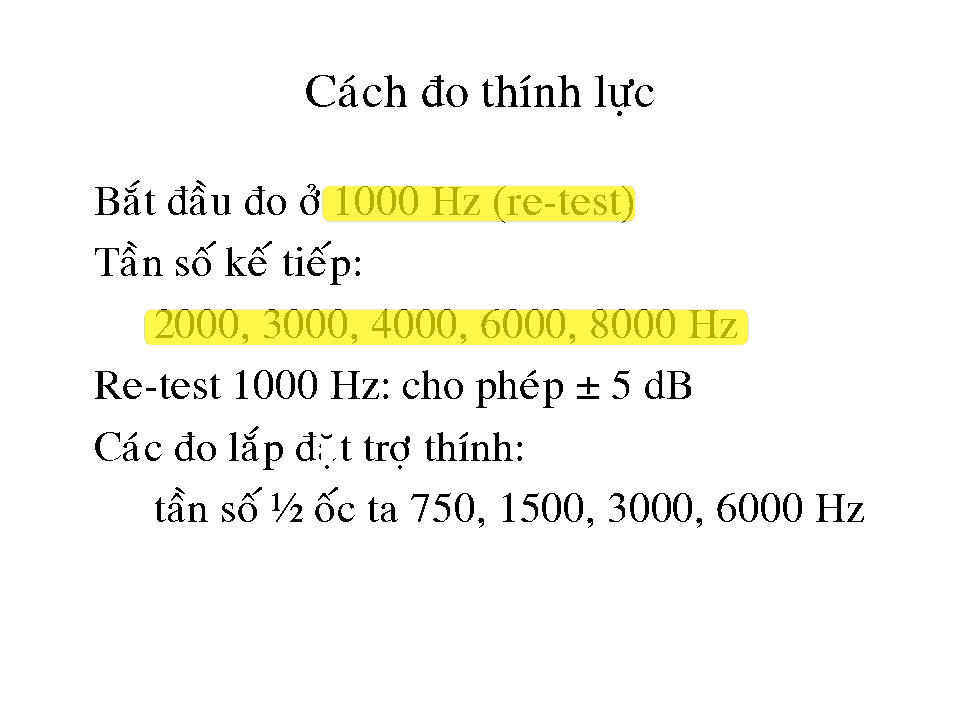 Cách đo thính lực
Bắt đầu đo ở 1000 Hz (re-test)
Tần số kế tiếp:
2000, 3000, 4000, 6000, 8000 Hz
Re-test 1000 Hz: cho phép ± 5 dB
Các đo lắp đặt trợ thính:
tần số ½ ốc ta 750, 1500, 3000, 6000 Hz